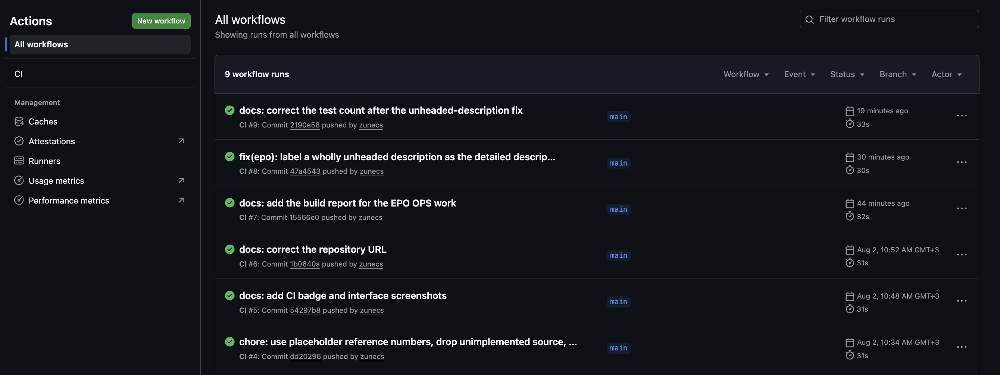 Actions
New workflow
All workflows
CI
Management
Caches
Attestations
Runners
Usage metrics
Performance metrics
All workflows
Showing runs from all workflows
Filter workflow runs
9 workflow runs
Workflow
Event
Status
Branch
Actor
docs: correct the test count after the unheaded-description fix
CI #9: Commit 2190e58 pushed by zunecs
main
19 minutes ago
33s
fix(epo): label a wholly unheaded description as the detailed descrip...
CI #8: Commit 47a4543 pushed by zunecs
main
30 minutes ago
30s
docs: add the build report for the EPO OPS work
CI #7: Commit 15566e0 pushed by zunecs
main
44 minutes ago
32s
docs: correct the repository URL
CI #6: Commit 1b0640a pushed by zunecs
main
Aug 2, 10:52 AM GMT+3
31s
docs: add CI badge and interface screenshots
CI #5: Commit 54297b8 pushed by zunecs
main
Aug 2, 10:48 AM GMT+3
31s
chore: use placeholder reference numbers, drop unimplemented source, ...
CI #4: Commit dd20296 pushed by zunecs
main
Aug 2, 10:34 AM GMT+3
31s